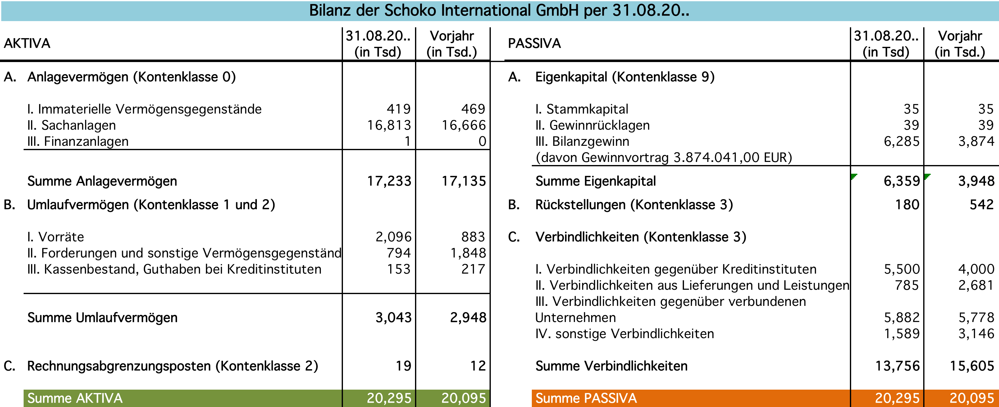 Bilanz der Schoko International GmbH per 31.08.20..
AKTIVA 31.08.20.. (in Tsd) Vorjahr (in Tsd.)
A. Anlagevermögen (Kontenklasse 0)
I. Immaterielle Vermögensgegenstände 419 469
II. Sachanlagen 16,813 16,666
III. Finanzanlagen 1 0
Summe Anlagevermögen 17,233 17,135
B. Umlaufvermögen (Kontenklasse 1 und 2)
I. Vorräte 2,096 883
II. Forderungen und sonstige Vermögensgegenständ 794 1,848
III. Kassenbestand, Guthaben bei Kreditinstituten 153 217
Summe Umlaufvermögen 3,043 2,948
C. Rechnungsabgrenzungsposten (Kontenklasse 2) 19 12
Summe AKTIVA 20,295 20,095
PASSIVA 31.08.20.. (in Tsd) Vorjahr (in Tsd.)
A. Eigenkapital (Kontenklasse 9)
I. Stammkapital 35 35
II. Gewinnrücklagen 39 39
III. Bilanzgewinn 6,285 3,874
(davon Gewinnvortrag 3.874.041,00 EUR)
Summe Eigenkapital 6,359 3,948
B. Rückstellungen (Kontenklasse 3) 180 542
C. Verbindlichkeiten (Kontenklasse 3)
I. Verbindlichkeiten gegenüber Kreditinstituten 5,500 4,000
II. Verbindlichkeiten aus Lieferungen und Leistungen 785 2,681
III. Verbindlichkeiten gegenüber verbundenen
Unternehmen 5,882 5,778
IV. sonstige Verbindlichkeiten 1,589 3,146
Summe Verbindlichkeiten 13,756 15,605
Summe PASSIVA 20,295 20,095